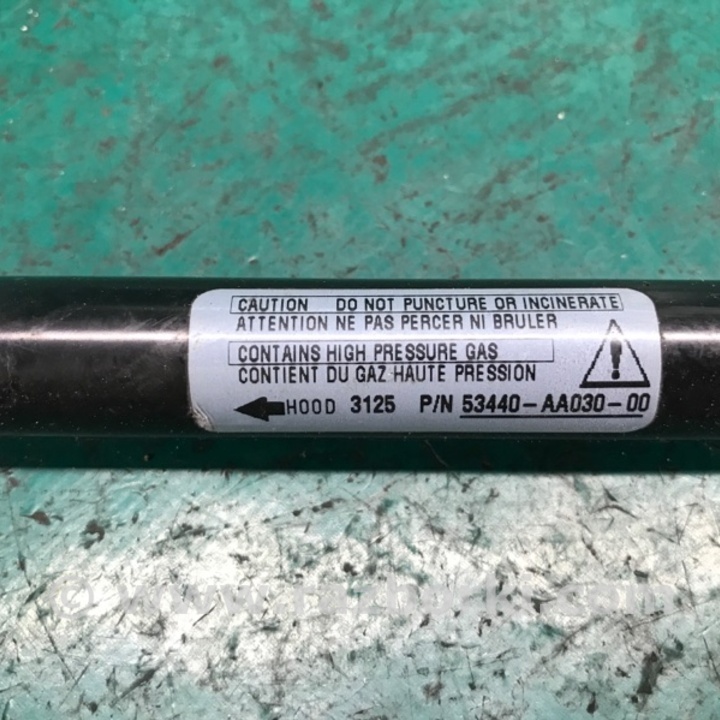 CAUTION DO NOT PUNCTURE OR INCINERATE
ATTENTION NE PAS PERCER NI BRULER
CONTAINS HIGH PRESSURE GAS
CONTIENT DU GAZ HAUTE PRESSION
HOOD 3125 P/N 53440-AA030-00